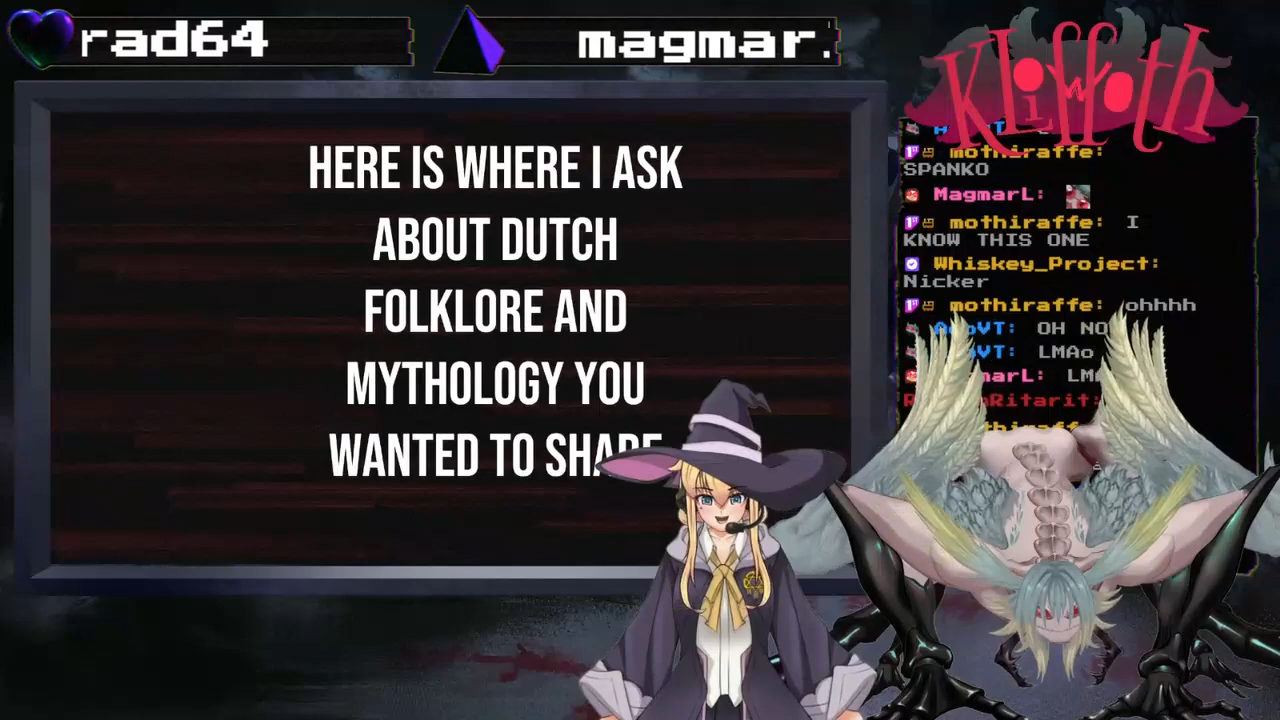 rad64
magmar.
Kliffoth
HERE IS WHERE I ASK
ABOUT DUTCH
FOLKLORE AND
MYTHOLOGY YOU
WANTED TO SHARE
mothiraffe:
SPANKO
MagmarL:
mothiraffe: I
KNOW THIS ONE
Whiskey_Project:
Nicker
mothiraffe: ohhhh
OH NO
LMAo